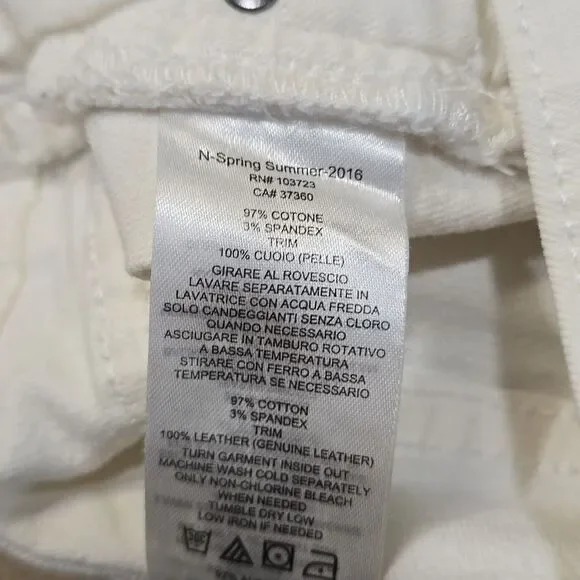 N-Spring Summer-2016
RN# 103723
CA# 37360
97% COTONE
3% SPANDEX
TRIM
100% CUOIO (PELLE)
GIRARE AL ROVESCIO
LAVARE SEPARATAMENTE IN
LAVATRICE CON ACQUA FREDDA
SOLO CANDEGGIANTI SENZA CLORO
QUANDO NECESSARIO
ASCIUGARE IN TAMBURO ROTATIVO
A BASSA TEMPERATURA
STIRARE CON FERRO A BASSA
TEMPERATURA SE NECESSARIO
97% COTTON
3% SPANDEX
TRIM
100% LEATHER (GENUINE LEATHER)
TURN GARMENT INSIDE OUT
MACHINE WASH COLD SEPARATELY
ONLY NON-CHLORINE BLEACH
WHEN NEEDED
TUMBLE DRY LOW
LOW IRON IF NEEDED